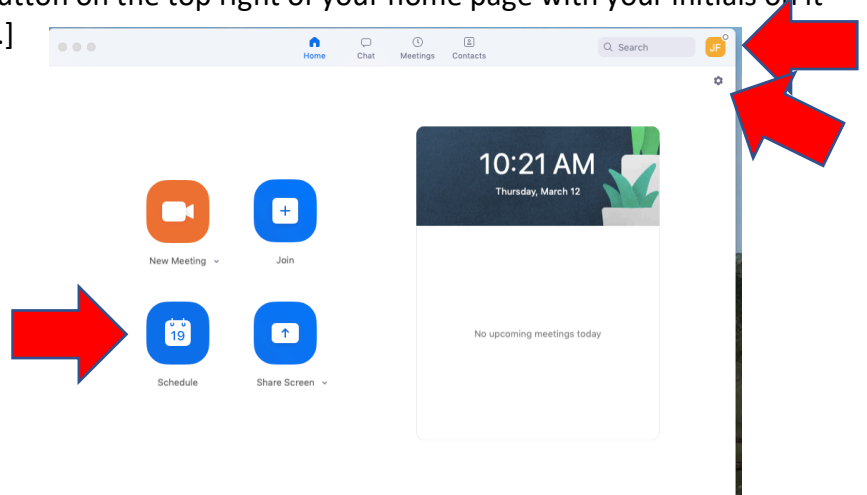 utton on the top right of your home page with your initials on it
.]
Home Chat Meetings Contacts
Search
JF
10:21 AM
Thursday, March 12
New Meeting
Join
19
No upcoming meetings today
Schedule
Share Screen